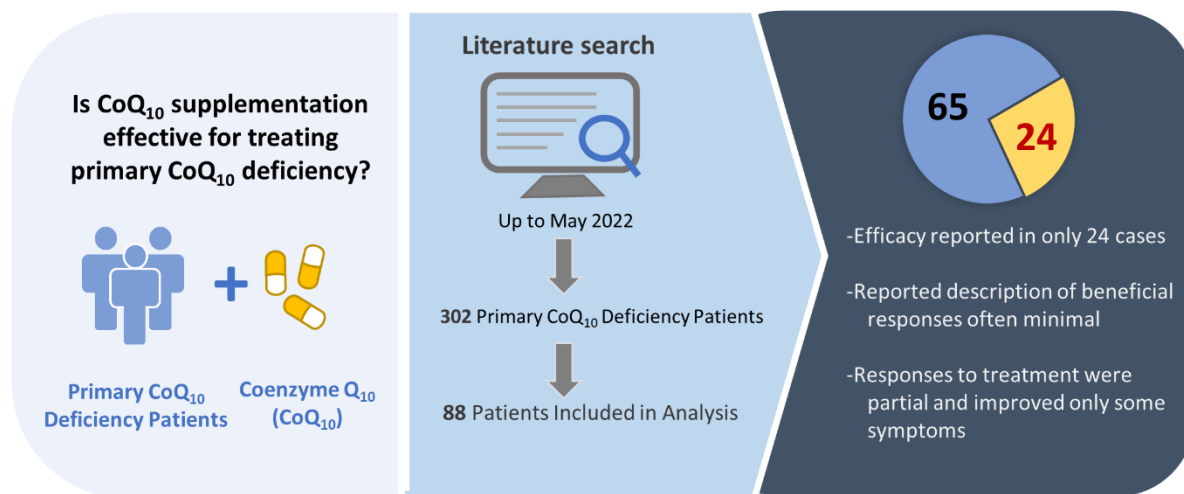 Is CoQ₁₀ supplementation
effective for treating
primary CoQ₁₀ deficiency?
Primary CoQ₁₀
Deficiency Patients
Coenzyme Q₁₀
(CoQ₁₀)
Literature search
Up to May 2022
302 Primary CoQ₁₀ Deficiency Patients
88 Patients Included in Analysis
65
24
-Efficacy reported in only 24 cases
-Reported description of beneficial
responses often minimal
-Responses to treatment were
partial and improved only some
symptoms